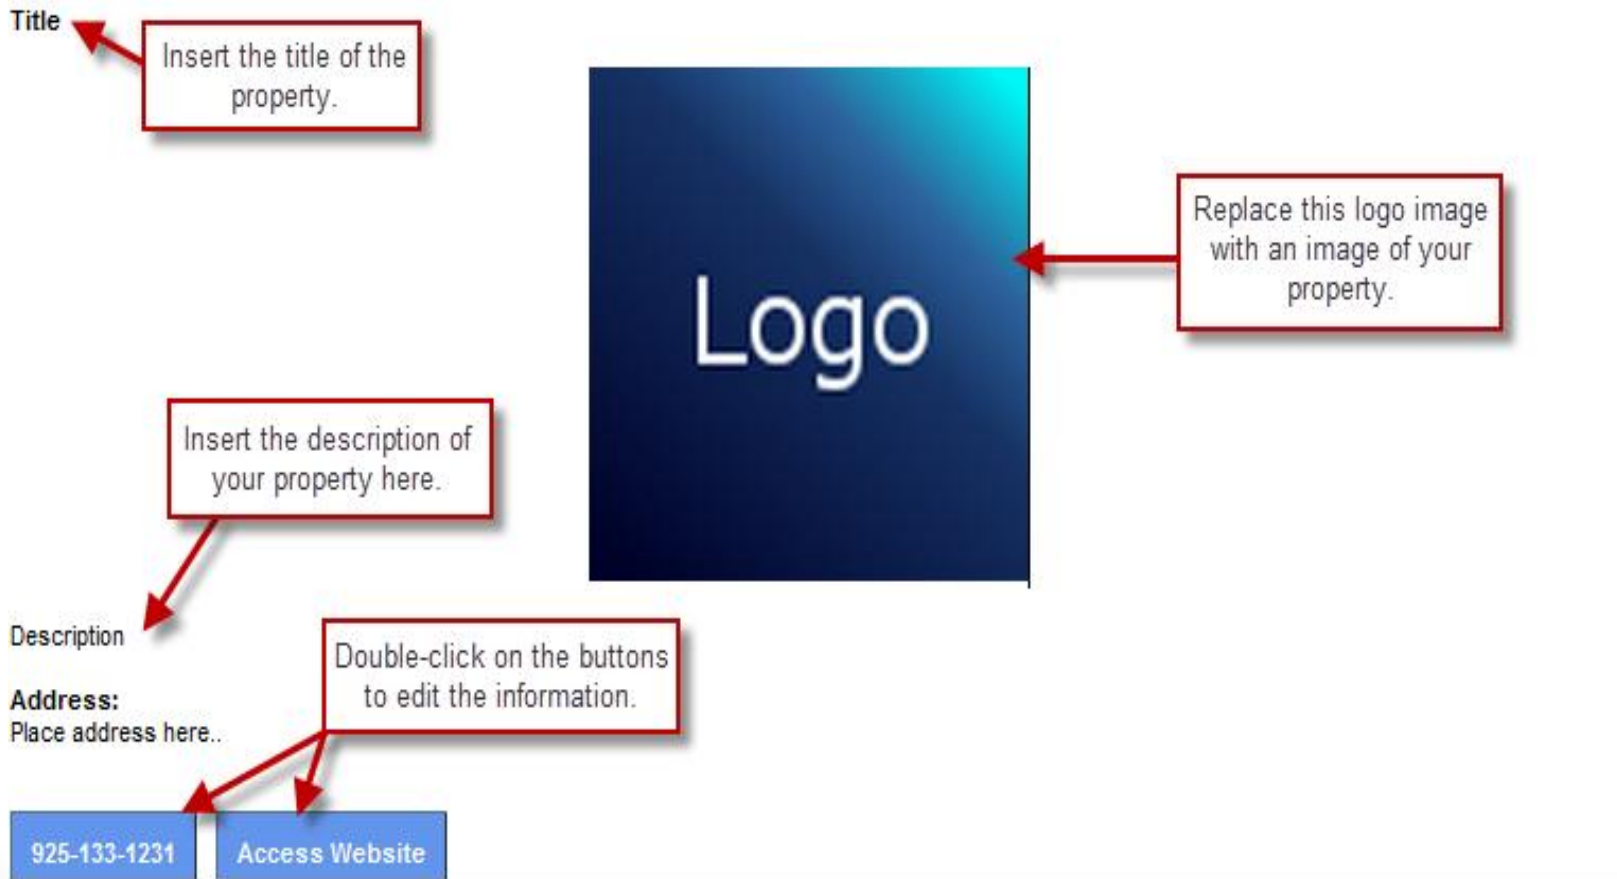 Title
Insert the title of the
property.
Replace this logo image
with an image of your
property.
Logo
Insert the description of
your property here.
Description
Double-click on the buttons
to edit the information.
Address:
Place address here..
925-133-1231
Access Website